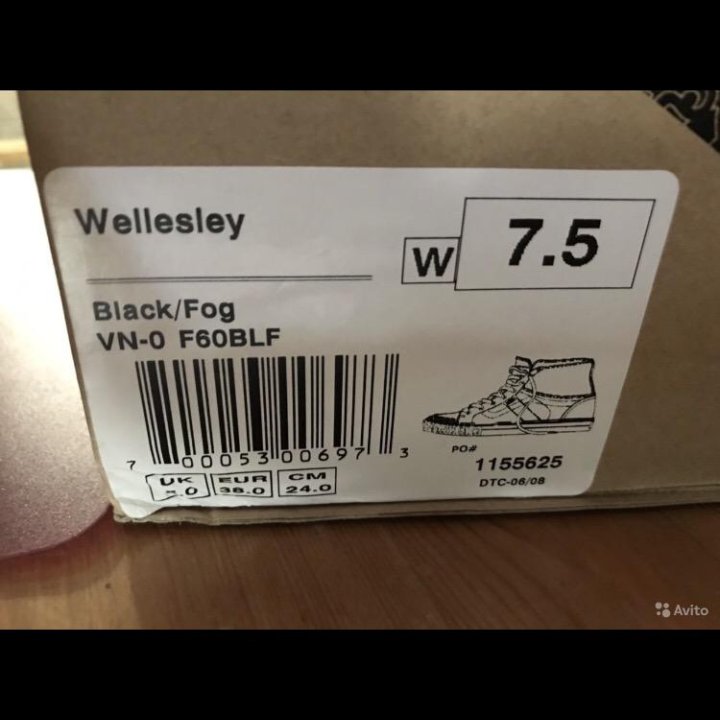 Wellesley
W 7.5
Black/Fog
VN-0 F60BLF
7 00053 00697 3
UK EUR CM
.0 38.0 24.0
PO#
1155625
DTC-06/08
Avito